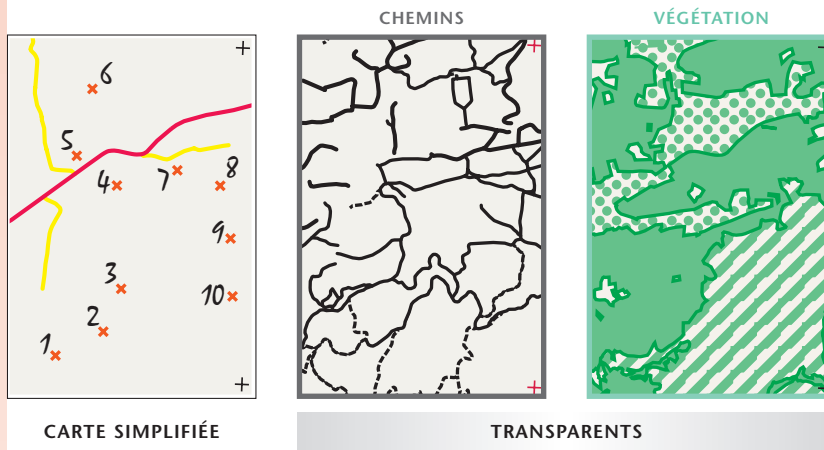 CHEMINS
VÉGÉTATION
6
5
4
7
8
9
3
10
2
1
CARTE SIMPLIFIÉE
TRANSPARENTS